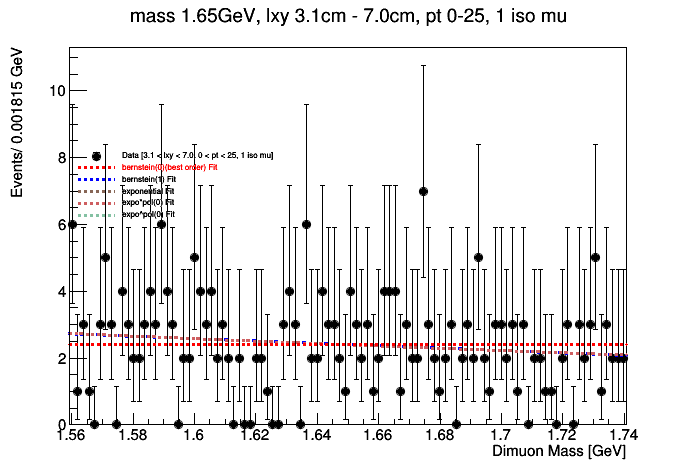 mass 1.65GeV, lxy 3.1cm - 7.0cm, pt 0-25, 1 iso mu
Events/ 0.001815 GeV
10
8
6
4
2
0
Data [3.1 < lxy < 7.0, 0 < pt < 25, 1 iso mu]
bernstein(0)(best order) Fit
bernstein(1) Fit
exponential Fit
expo*pol(0) Fit
expo^pol(0) Fit
1.56 1.58 1.6 1.62 1.64 1.66 1.68 1.7 1.72 1.74
Dimuon Mass [GeV]